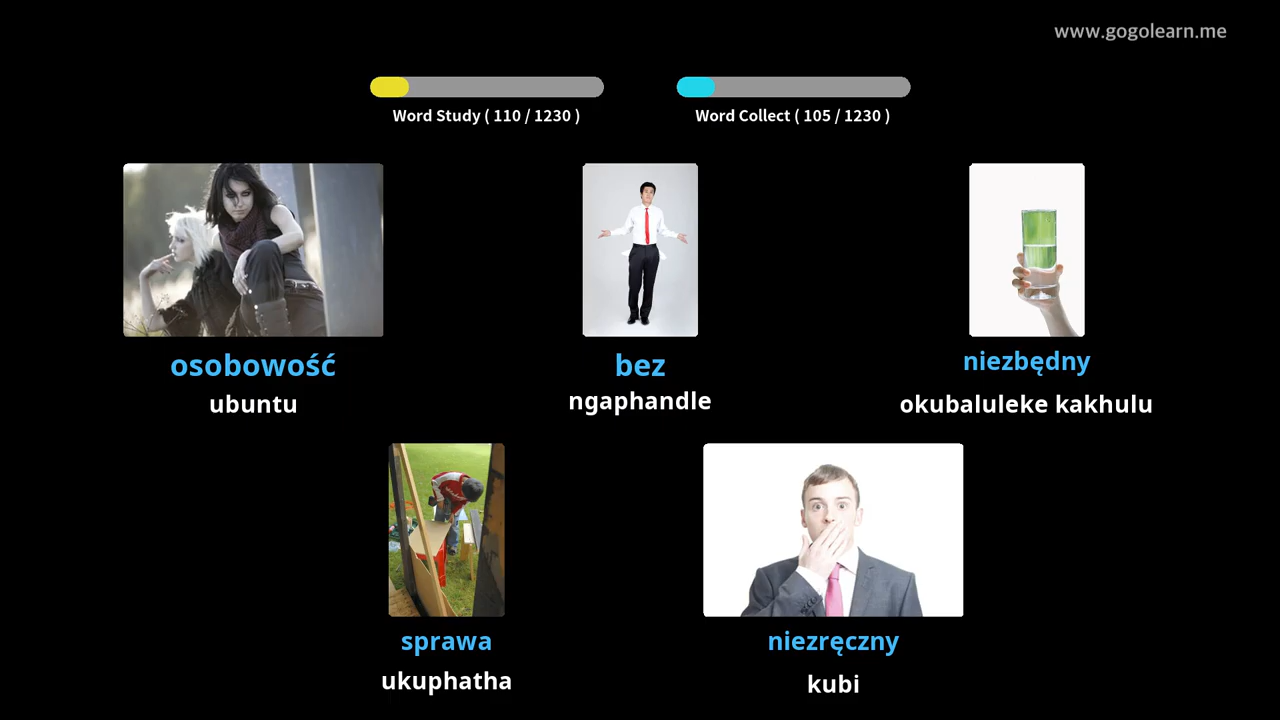 www.gogolearn.me
Word Study ( 110 / 1230 )
Word Collect ( 105 / 1230 )
osobowość
ubuntu
bez
ngaphandle
niezbędny
okubaluleke kakhulu
sprawa
ukuphatha
niezręczny
kubi